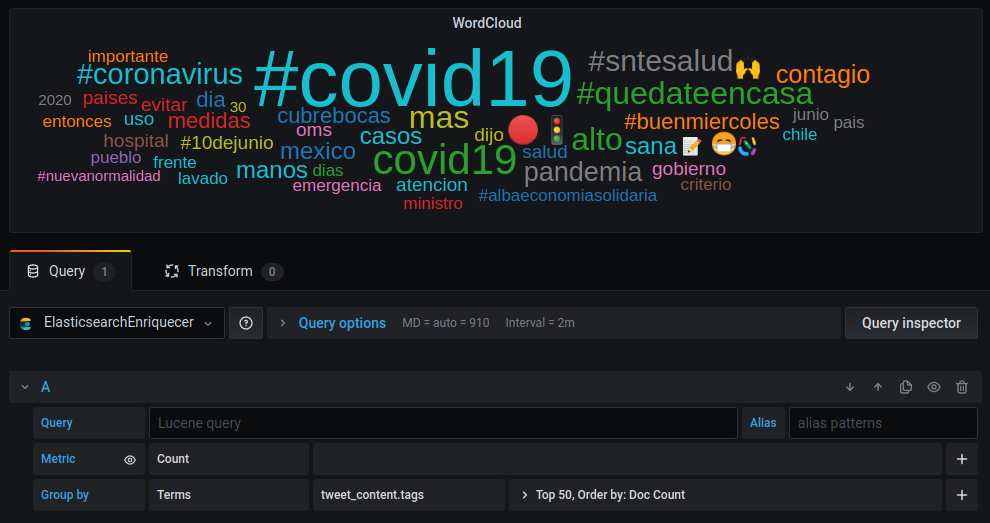 WordCloud
importante
#coronavirus
#covid19
#sntesalud🙌
contagio
2020
paises
evitar
dia
30
#quedateencasa
entonces
uso
medidas
cubrebocas
mas
#buenmiercoles
junio
pais
hospital
#10dejunio
oms
casos
dijo
🔴
🚦
alto
chile
pueblo
frente
mexico
covid19
salud
sana
📝
😷
#nuevanormalidad
lavado
manos
dias
pandemia
gobierno
emergencia
atencion
criterio
ministro
#albaeconomiasolidaria
Query 1 Transform 0
ElasticsearchEnriquecer Query options MD = auto = 910 Interval = 2m Query inspector
A
Query Lucene query Alias alias patterns
Metric Count +
Group by Terms tweet_content.tags Top 50, Order by: Doc Count +